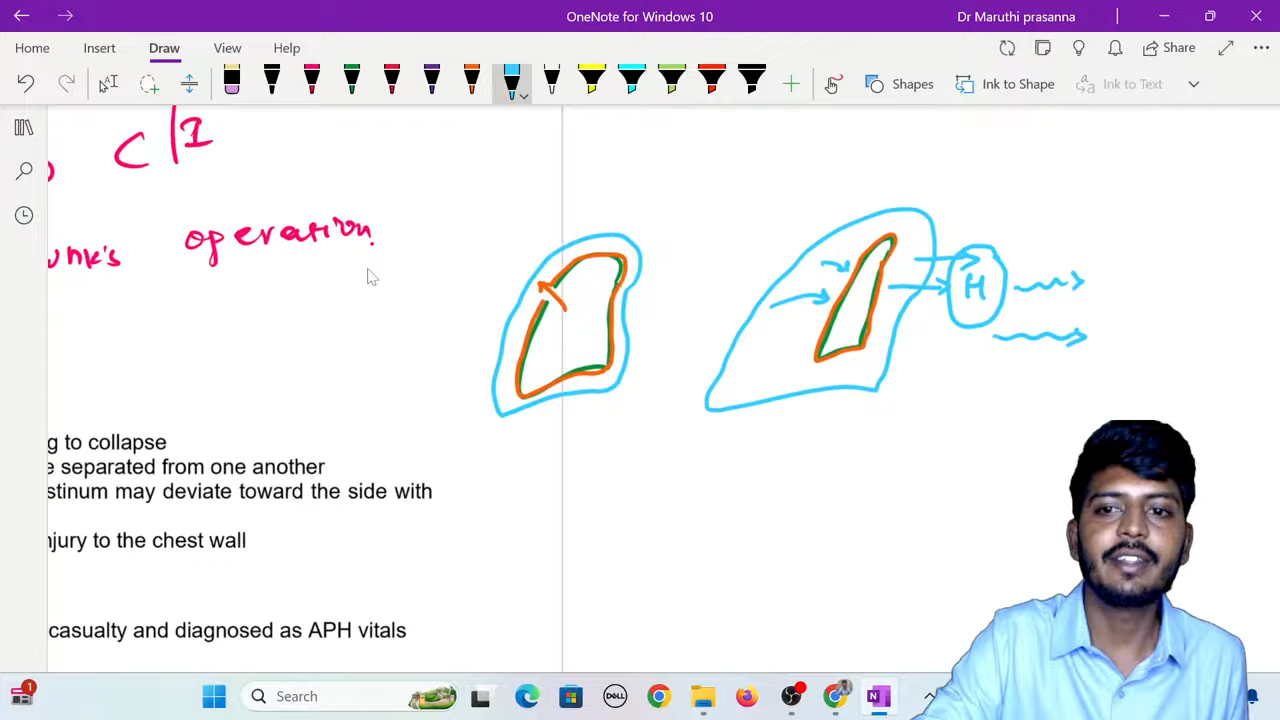 OneNote for Windows 10
Dr Maruthi prasanna
Home Insert Draw View Help
Share
Shapes
Ink to Shape
Ink to Text
C/I
operation
unk's
H
g to collapse
e separated from one another
stinum may deviate toward the side with
njury to the chest wall
casualty and diagnosed as APH vitals
1
Search
DELL